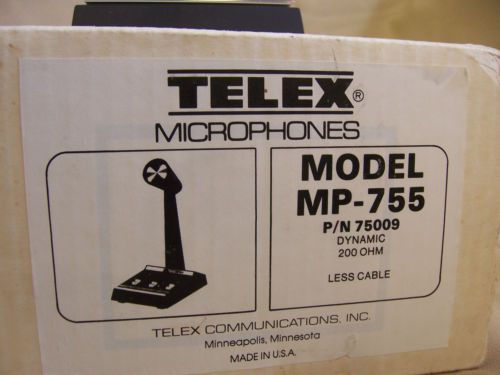 TELEX®
MICROPHONES
MODEL
MP-755
P/N 75009
DYNAMIC
200 OHM
LESS CABLE
TELEX COMMUNICATIONS, INC.
Minneapolis, Minnesota
MADE IN U.S.A.